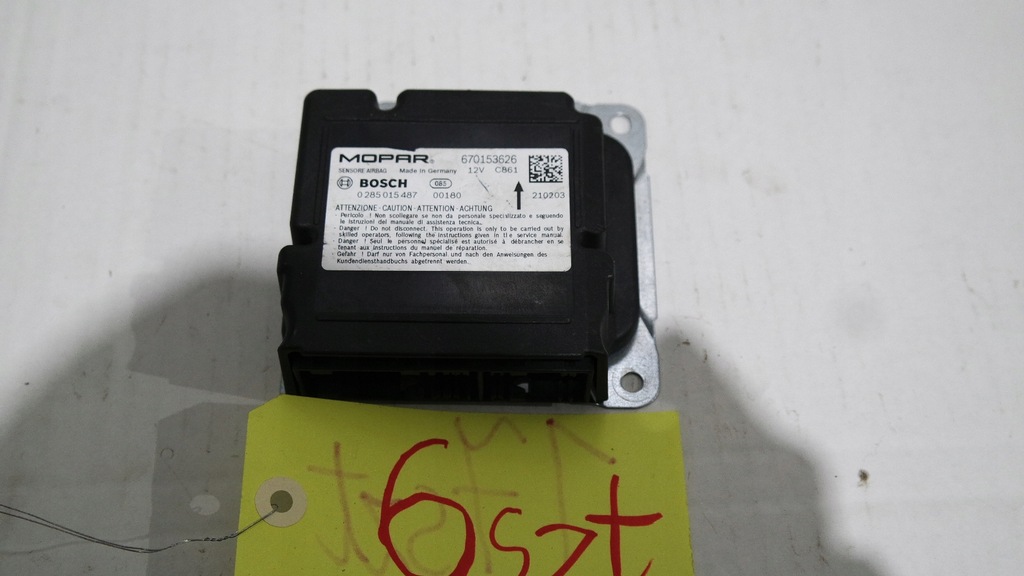 MOPAR® 670153626
SENSORE AIRBAG Made in Germany 12V C861
BOSCH 085
0 285 015 487 00180 210203
ATTENZIONE - CAUTION - ATTENTION - ACHTUNG
- Pericolo ! Non scollegare se non da personale specializzato e seguendo
le istruzioni del manuale di assistenza tecnica.
- Danger ! Do not disconnect. This operation is only to be carried out by
skilled operators, following the instructions given in the service manual.
- Danger ! Seul le personnel spécialisé est autorisé à débrancher en se
tenant aux instructions du manuel de réparation.
Gefahr ! Darf nur von Fachpersonal und nach den Anweisungen des
Kundendiensthandbuchs abgetrennt werden.